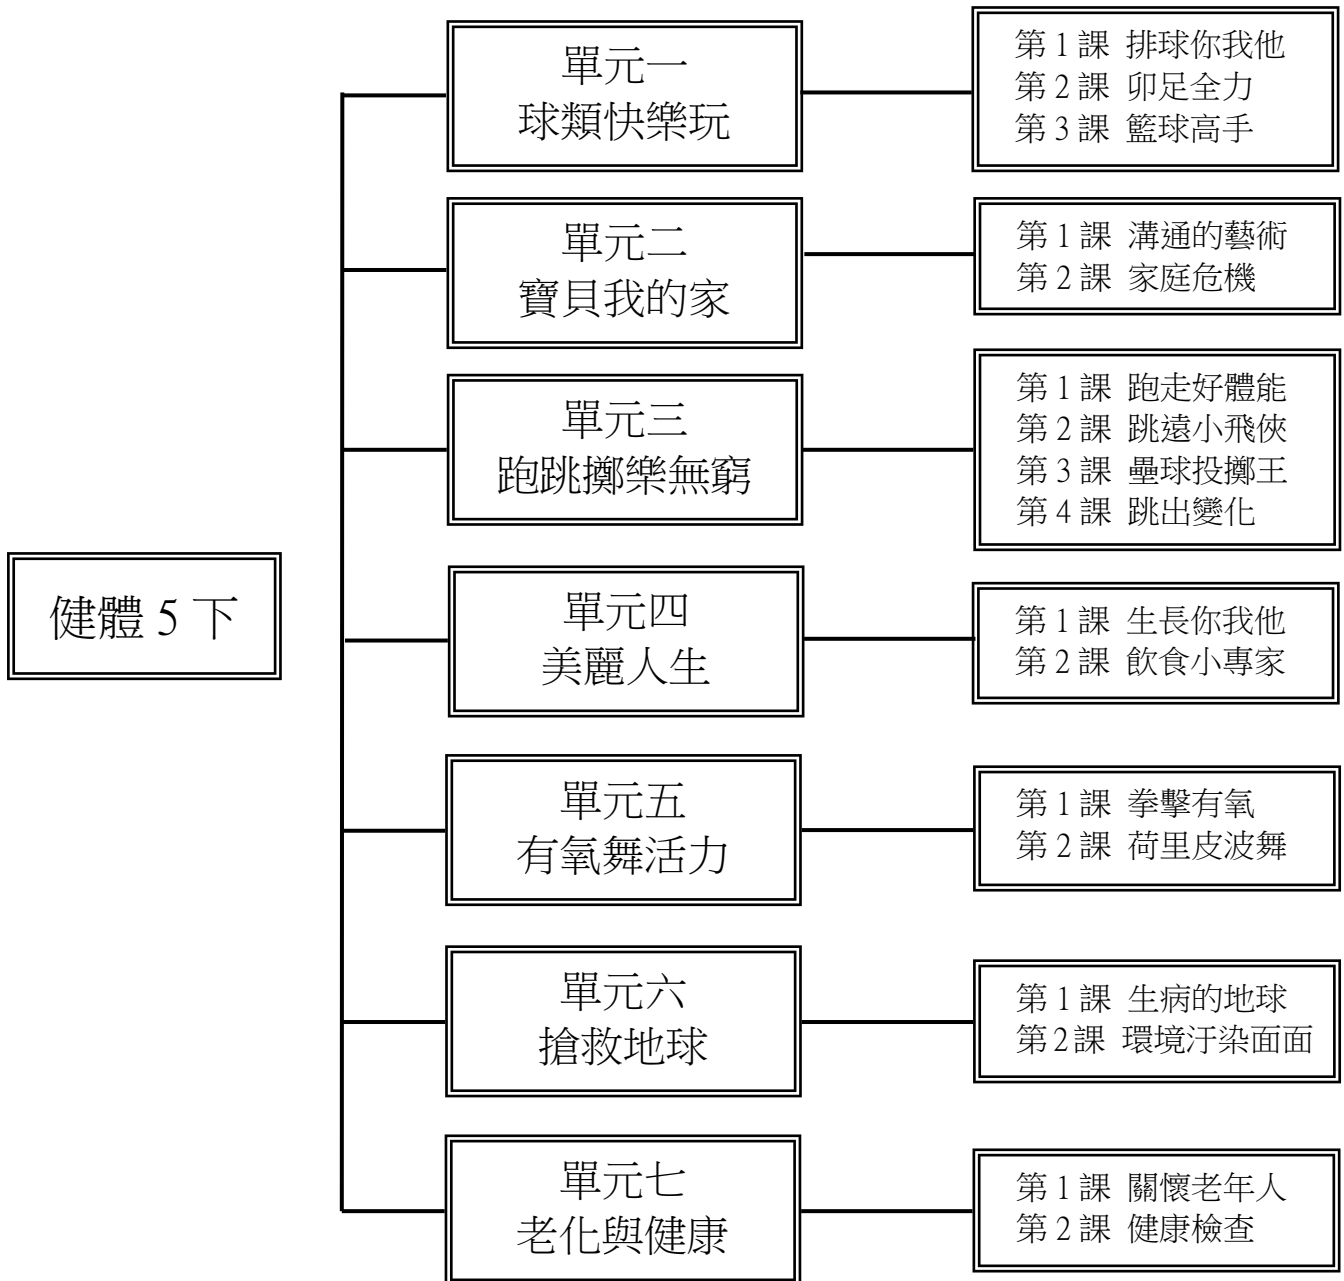 健體 5 下
單元一
球類快樂玩
第 1 課 排球你我他
第 2 課 卯足全力
第 3 課 籃球高手
單元二
寶貝我的家
第 1 課 溝通的藝術
第 2 課 家庭危機
單元三
跑跳擲樂無窮
第 1 課 跑走好體能
第 2 課 跳遠小飛俠
第 3 課 壘球投擲王
第 4 課 跳出變化
單元四
美麗人生
第 1 課 生長你我他
第 2 課 飲食小專家
單元五
有氧舞活力
第 1 課 拳擊有氧
第 2 課 荷里皮波舞
單元六
搶救地球
第 1 課 生病的地球
第 2 課 環境汙染面面
單元七
老化與健康
第 1 課 關懷老年人
第 2 課 健康檢查